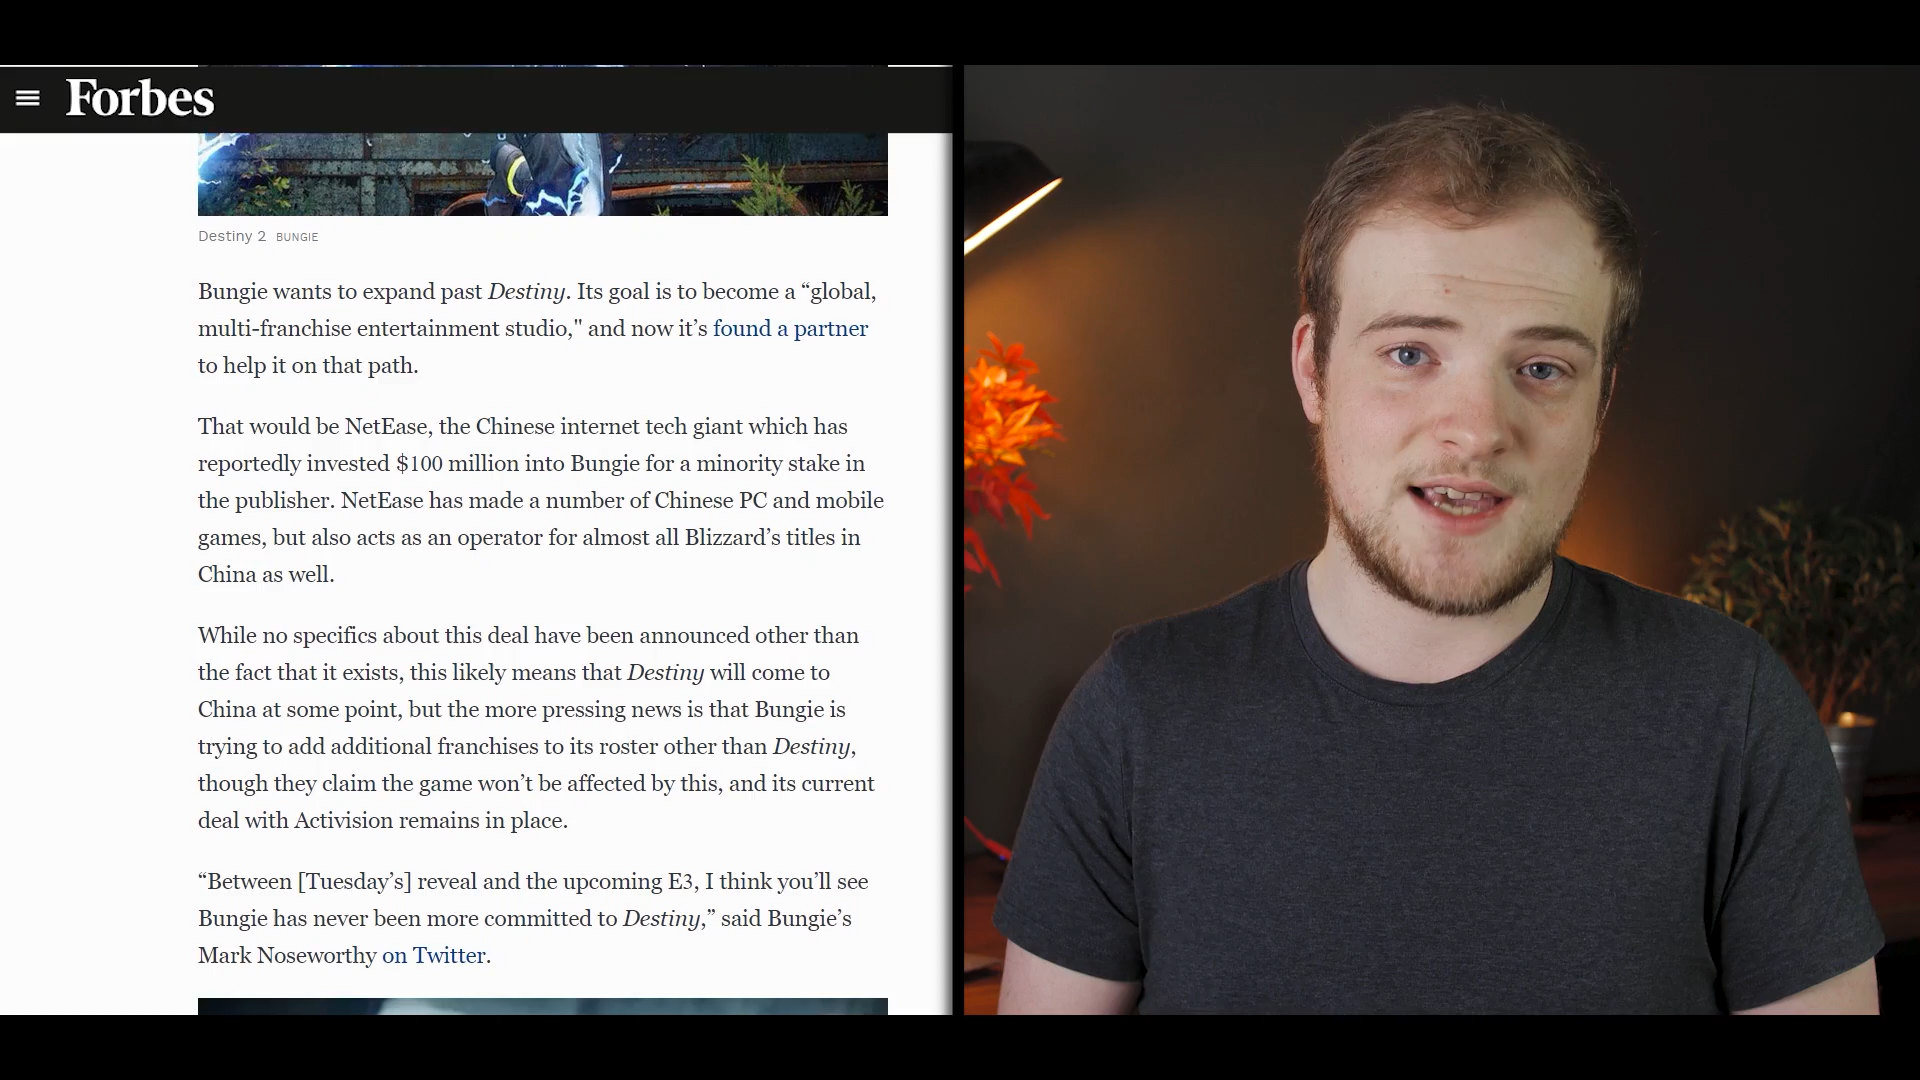 Forbes
Destiny 2 BUNGIE
Bungie wants to expand past Destiny. Its goal is to become a “global,
multi-franchise entertainment studio," and now it’s found a partner
to help it on that path.
That would be NetEase, the Chinese internet tech giant which has
reportedly invested $100 million into Bungie for a minority stake in
the publisher. NetEase has made a number of Chinese PC and mobile
games, but also acts as an operator for almost all Blizzard’s titles in
China as well.
While no specifics about this deal have been announced other than
the fact that it exists, this likely means that Destiny will come to
China at some point, but the more pressing news is that Bungie is
trying to add additional franchises to its roster other than Destiny,
though they claim the game won’t be affected by this, and its current
deal with Activision remains in place.
“Between [Tuesday’s] reveal and the upcoming E3, I think you’ll see
Bungie has never been more committed to Destiny,” said Bungie’s
Mark Noseworthy on Twitter.